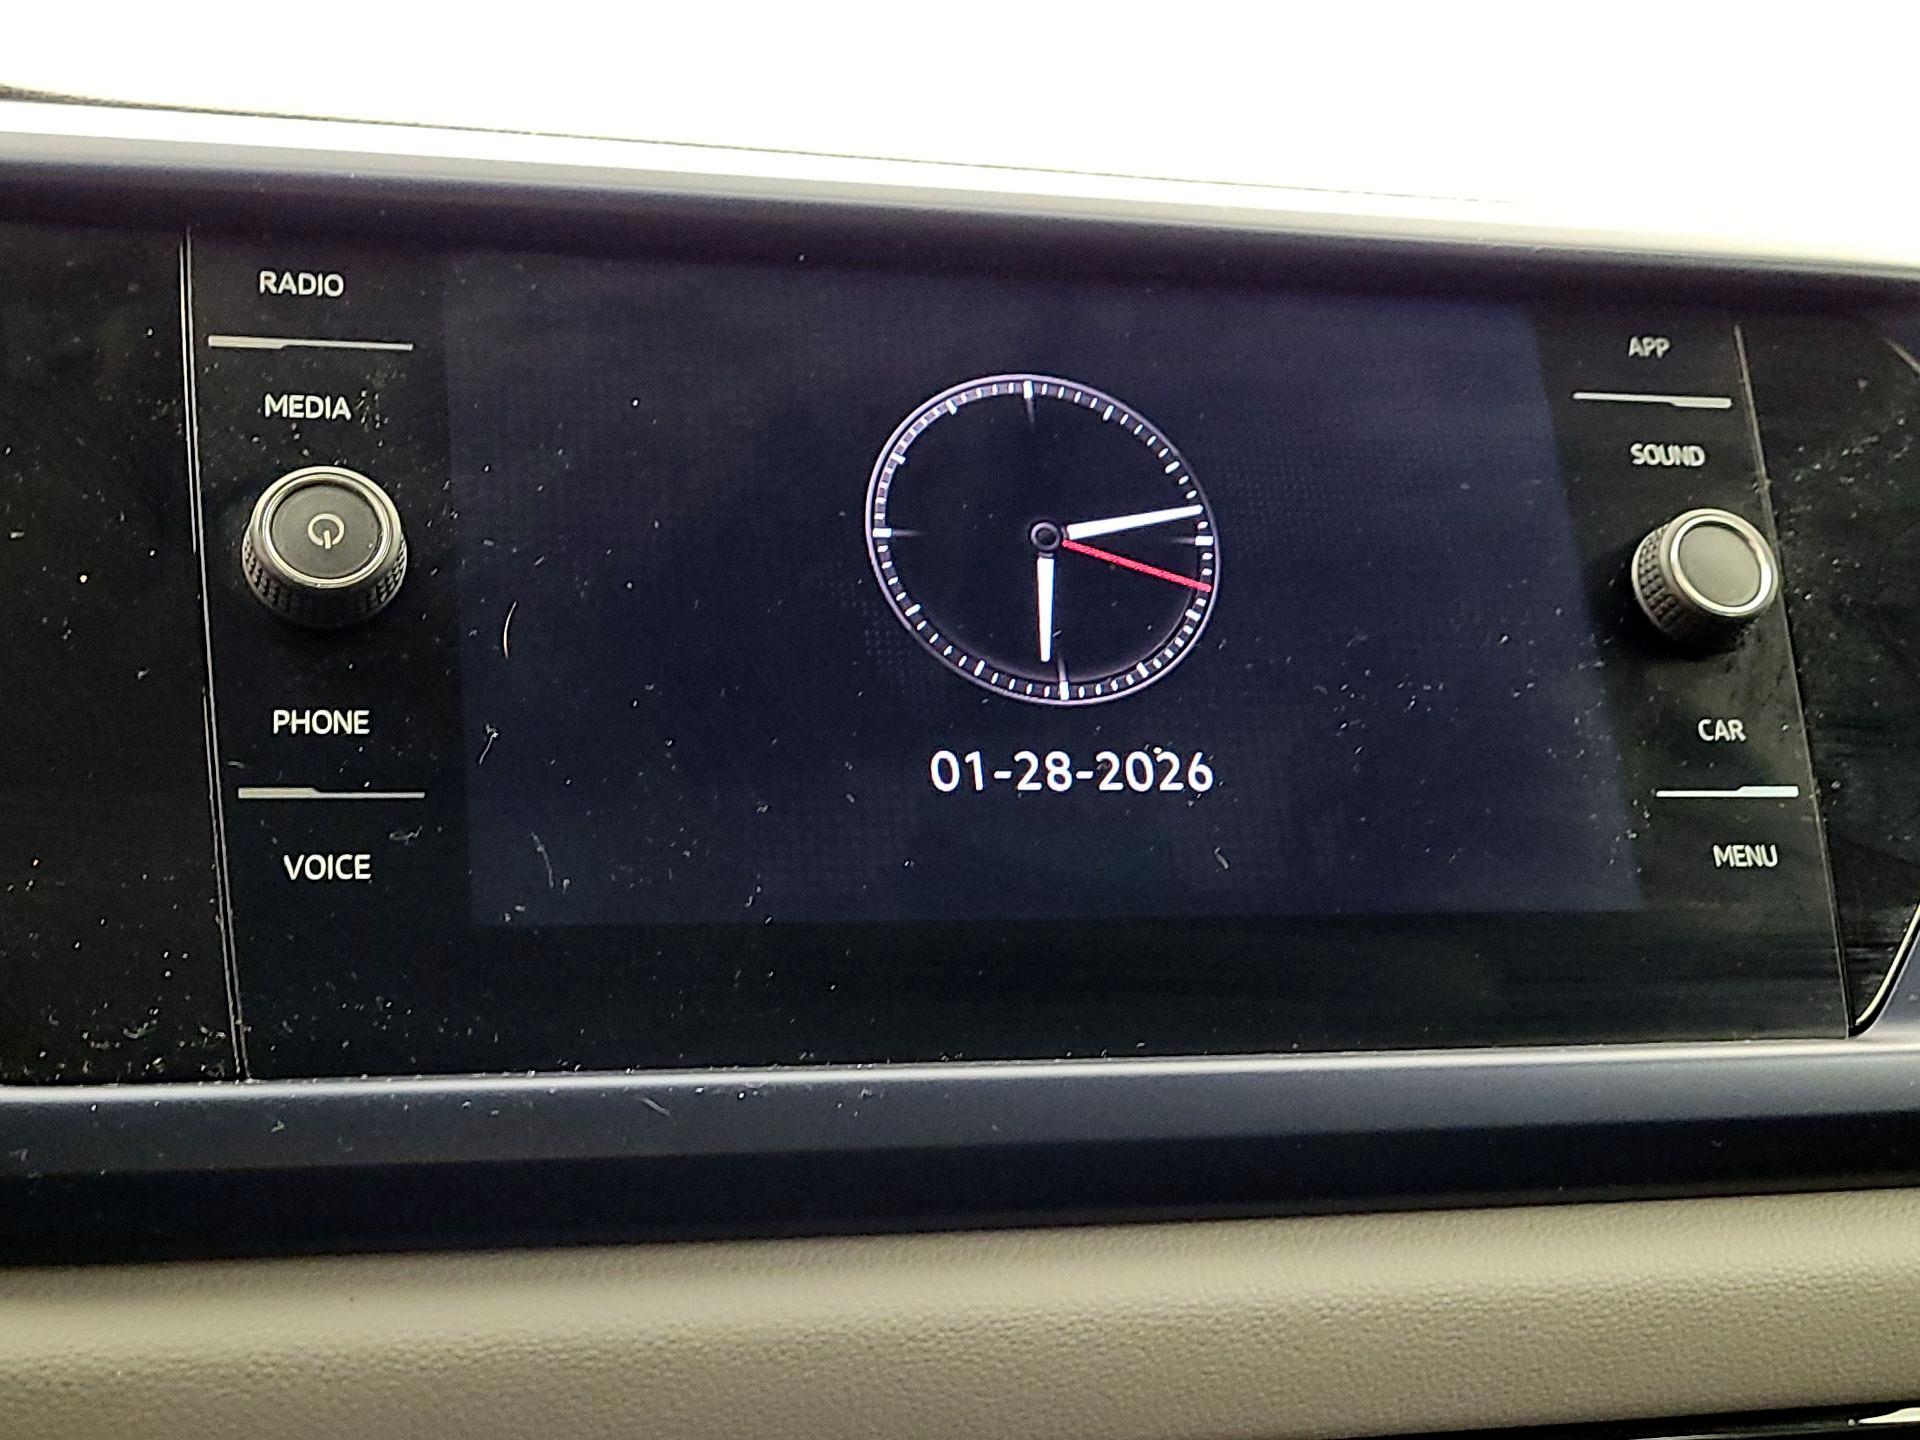 RADIO
MEDIA
PHONE
VOICE
01-28-2026
APP
SOUND
CAR
MENU